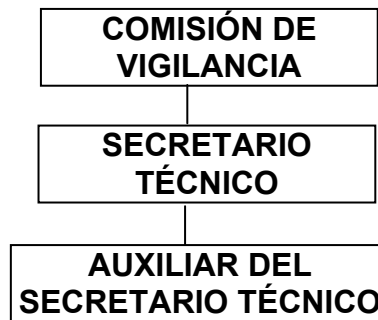 COMISIÓN DE
VIGILANCIA
SECRETARIO
TÉCNICO
AUXILIAR DEL
SECRETARIO TÉCNICO